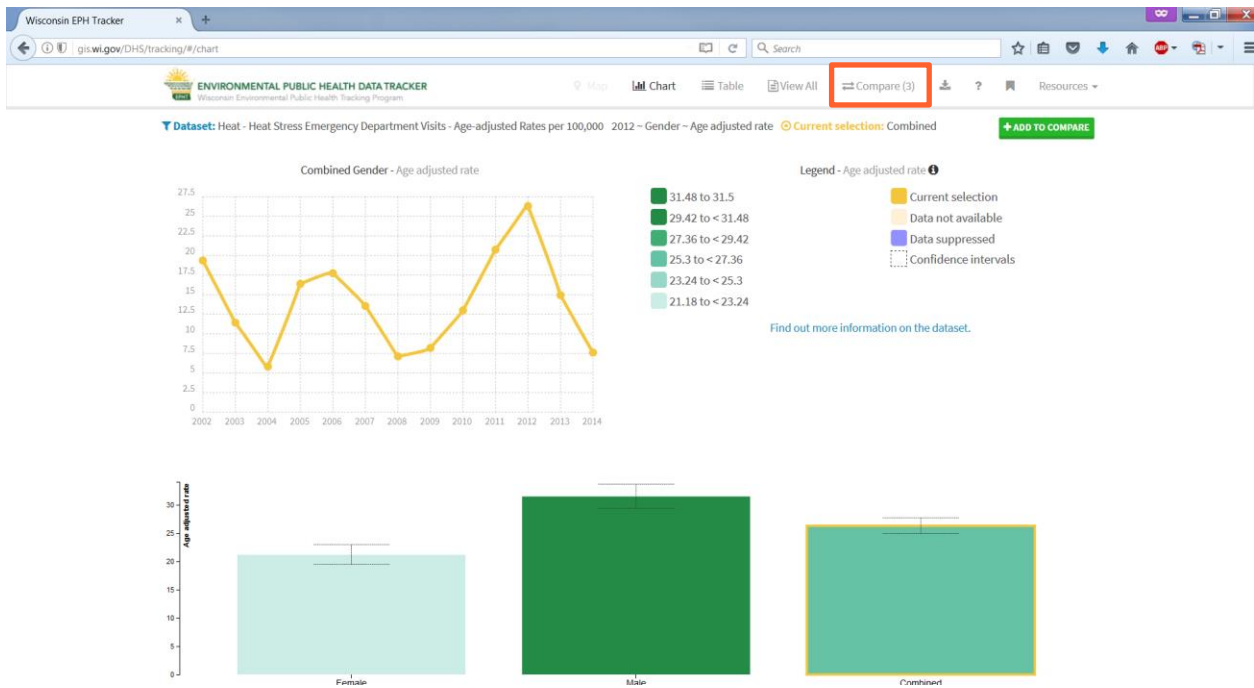 Wisconsin EPH Tracker × +
gis.wi.gov/DHS/tracking/#/chart
Search
ABP
ENVIRONMENTAL PUBLIC HEALTH DATA TRACKER
Wisconsin Environmental Public Health Tracking Program
Map Chart Table View All Compare (3) ? Resources
Dataset: Heat - Heat Stress Emergency Department Visits - Age-adjusted Rates per 100,000 2012 ~ Gender ~ Age adjusted rate Current selection: Combined
+ ADD TO COMPARE
Combined Gender - Age adjusted rate
27.5
25
22.5
20
17.5
15
12.5
10
7.5
5
2.5
0
2002 2003 2004 2005 2006 2007 2008 2009 2010 2011 2012 2013 2014
Legend - Age adjusted rate
31.48 to 31.5
29.42 to < 31.48
27.36 to < 29.42
25.3 to < 27.36
23.24 to < 25.3
21.18 to < 23.24
Current selection
Data not available
Data suppressed
Confidence intervals
Find out more information on the dataset.
Age adjusted rate
30
25
20
15
10
5
0
Female Male Combined